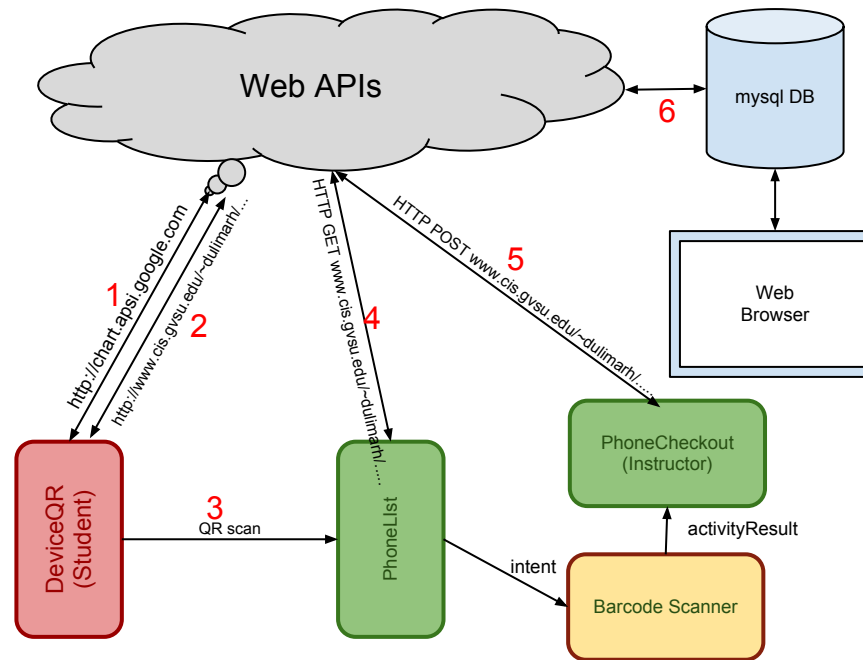 Web APIs
6
mysql DB
1
http://chart.apsi.google.com
2
http://www.cis.gvsu.edu/~dulimarh/...
HTTP GET www.cis.gvsu.edu/~dulimarh/.....
4
HTTP POST www.cis.gvsu.edu/~dulimarh/.....
5
Web
Browser
DeviceQR
(Student)
3
QR scan
PhoneLIst
PhoneCheckout
(Instructor)
activityResult
intent
Barcode Scanner